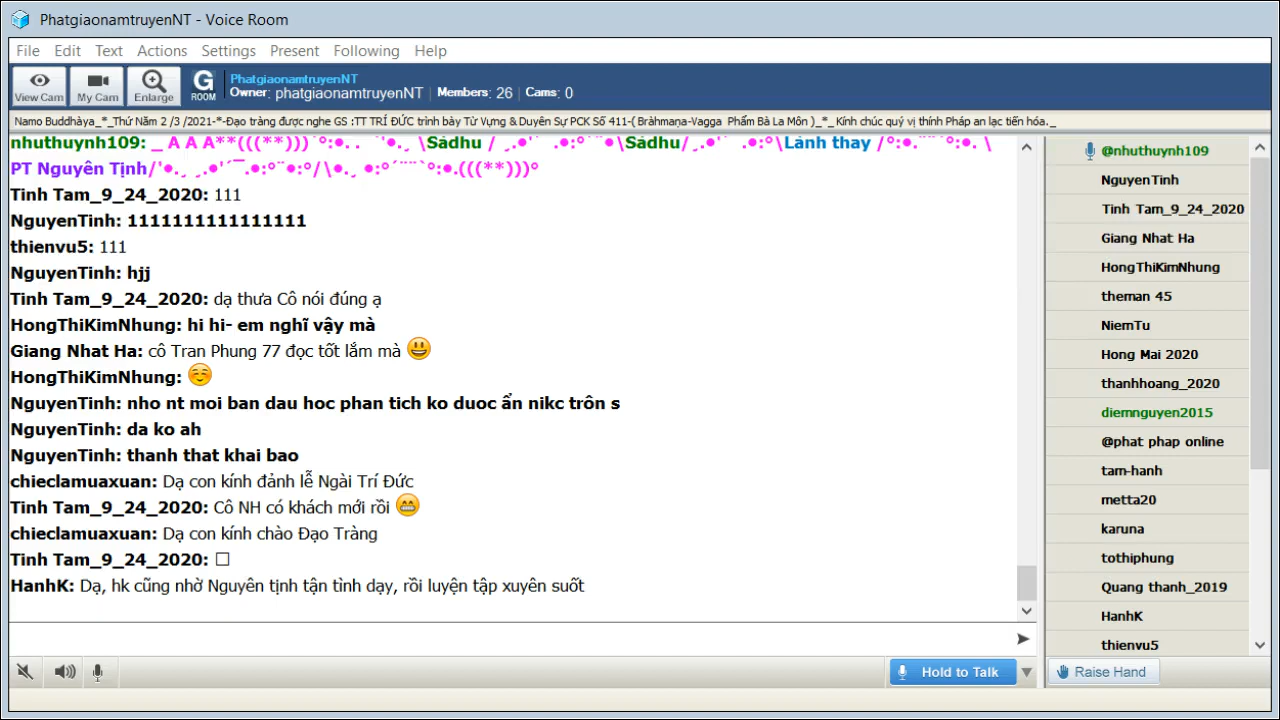 PhatgiaonamtruyenNT - Voice Room
File Edit Text Actions Settings Present Following Help
View Cam My Cam Enlarge G ROOM
PhatgiaonamtruyenNT
Owner: phatgiaonamtruyenNT | Members: 26 | Cams: 0
Namo Buddhàya_*_Thứ Năm 2 /3 /2021-*-Đạo tràng được nghe GS :TT TRÍ ĐỨC trình bày Từ Vựng & Duyên Sự PCK Số 411-( Bràhmaṇa-Vagga Phẩm Bà La Môn )_*_ Kính chúc quý vị thính Pháp an lạc tiến hóa._
nhuthuynh109: _ A A A**(((**)))`°:•. . ¨`'•.¸ \Sādhu / ¸.•'´¨ .•:°¨•\Sādhu/¸.•'´¨ .•:°\Lành thay /°:•.¨¨`°:•. \
PT Nguyên Tịnh/'•.¸ ¸.•'´¯.•:°¨•:°/\•.¸ •:°´¨¨`°:•.(((**)))°
Tinh Tam_9_24_2020: 111
NguyenTinh: 1111111111111111
thienvu5: 111
NguyenTinh: hjj
Tinh Tam_9_24_2020: dạ thưa Cô nói đúng ạ
HongThiKimNhung: hi hi- em nghĩ vậy mà
Giang Nhat Ha: cô Tran Phung 77 đọc tốt lắm mà 😃
HongThiKimNhung: ☺️
NguyenTinh: nho nt moi ban dau hoc phan tich ko duoc ẩn nikc trôn s
NguyenTinh: da ko ah
NguyenTinh: thanh that khai bao
chieclamuaxuan: Dạ con kính đảnh lễ Ngài Trí Đức
Tinh Tam_9_24_2020: Cô NH có khách mới rồi 😁
chieclamuaxuan: Dạ con kính chào Đạo Tràng
Tinh Tam_9_24_2020: □
HanhK: Dạ, hk cũng nhờ Nguyên tịnh tận tình dạy, rồi luyện tập xuyên suốt
@nhuthuynh109
NguyenTinh
Tinh Tam_9_24_2020
Giang Nhat Ha
HongThiKimNhung
theman 45
NiemTu
Hong Mai 2020
thanhhoang_2020
diemnguyen2015
@phat phap online
tam-hanh
metta20
karuna
tothiphung
Quang thanh_2019
HanhK
thienvu5
Hold to Talk
Raise Hand